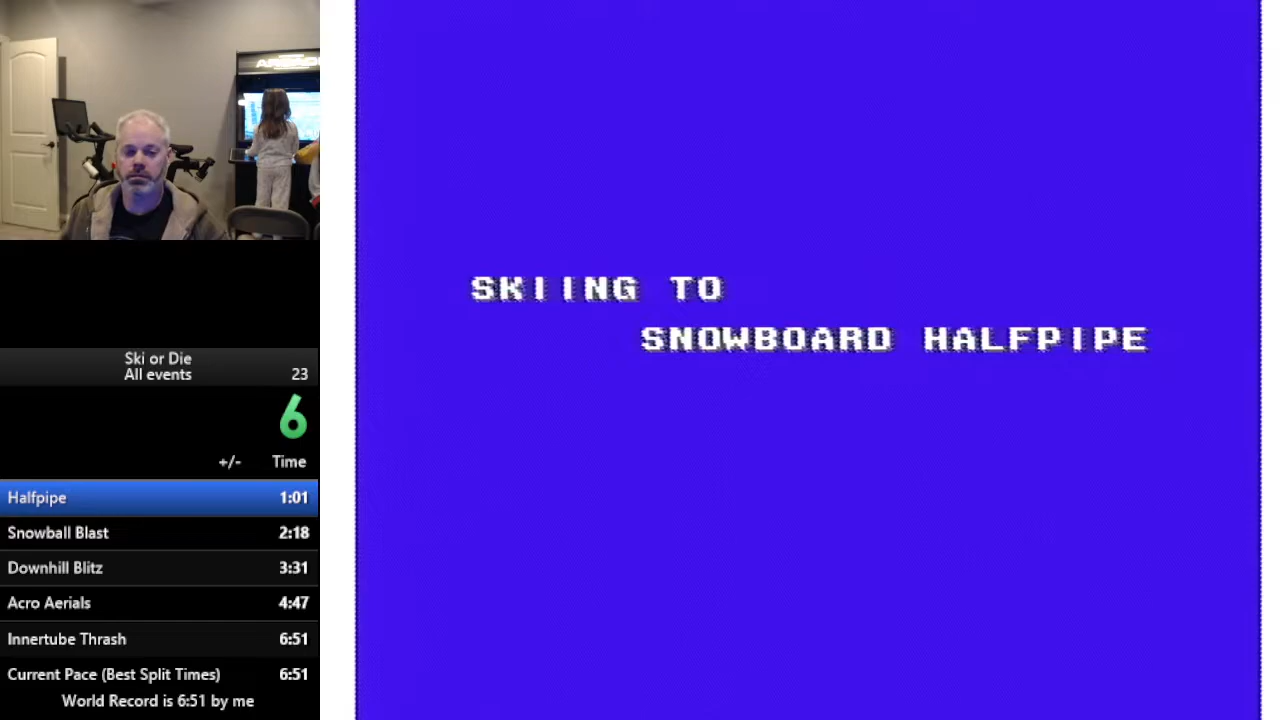 SKIING TO
SNOWBOARD HALFPIPE
Ski or Die
All events 23
6
+/- Time
Halfpipe 1:01
Snowball Blast 2:18
Downhill Blitz 3:31
Acro Aerials 4:47
Innertube Thrash 6:51
Current Pace (Best Split Times) 6:51
World Record is 6:51 by me